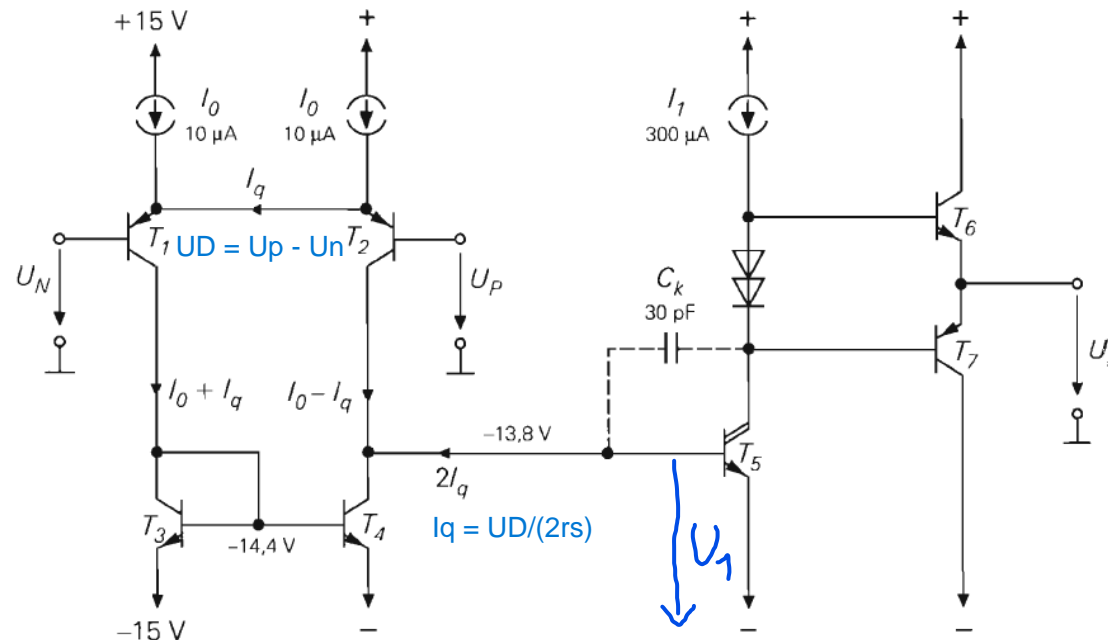 +15 V
+
+
+
I0
10 µA
I0
10 µA
I1
300 µA
Iq
T1
UD = Up - Un
T2
T6
UN
UP
Ck
30 pF
T7
I0 + Iq
I0 – Iq
–13,8 V
2Iq
T5
T3
–14,4 V
T4
Iq = UD/(2rs)
U1
–15 V
–
–
–